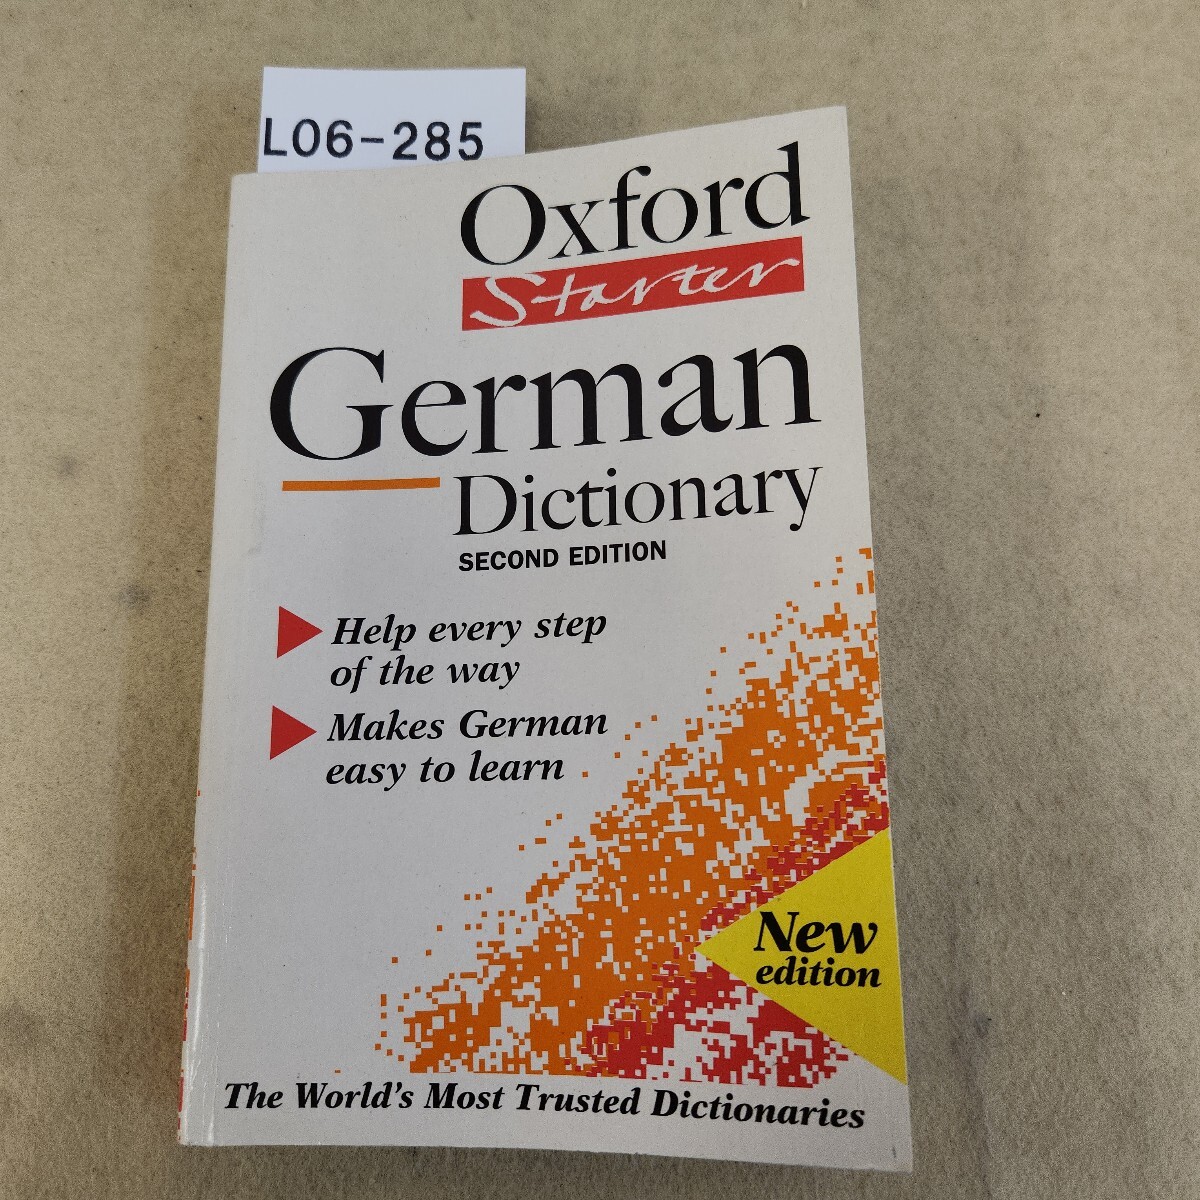 L06-285
Oxford
Starter
German
Dictionary
SECOND EDITION
Help every step
of the way
Makes German
easy to learn
New
edition
The World's Most Trusted Dictionaries